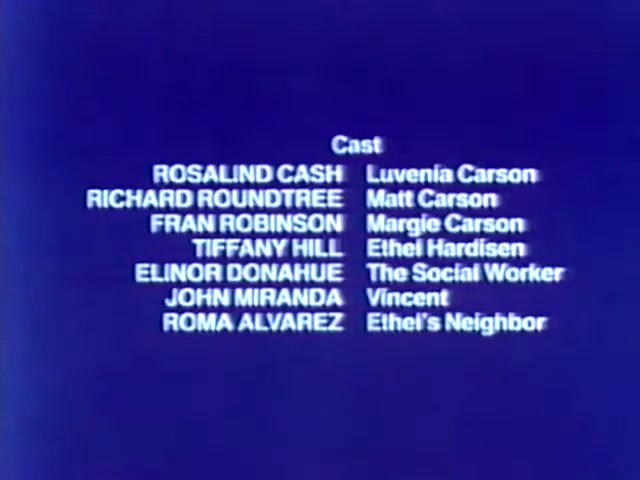 Cast
ROSALIND CASH Luvenia Carson
RICHARD ROUNDTREE Matt Carson
FRAN ROBINSON Margie Carson
TIFFANY HILL Ethel Hardisen
ELINOR DONAHUE The Social Worker
JOHN MIRANDA Vincent
ROMA ALVAREZ Ethel's Neighbor